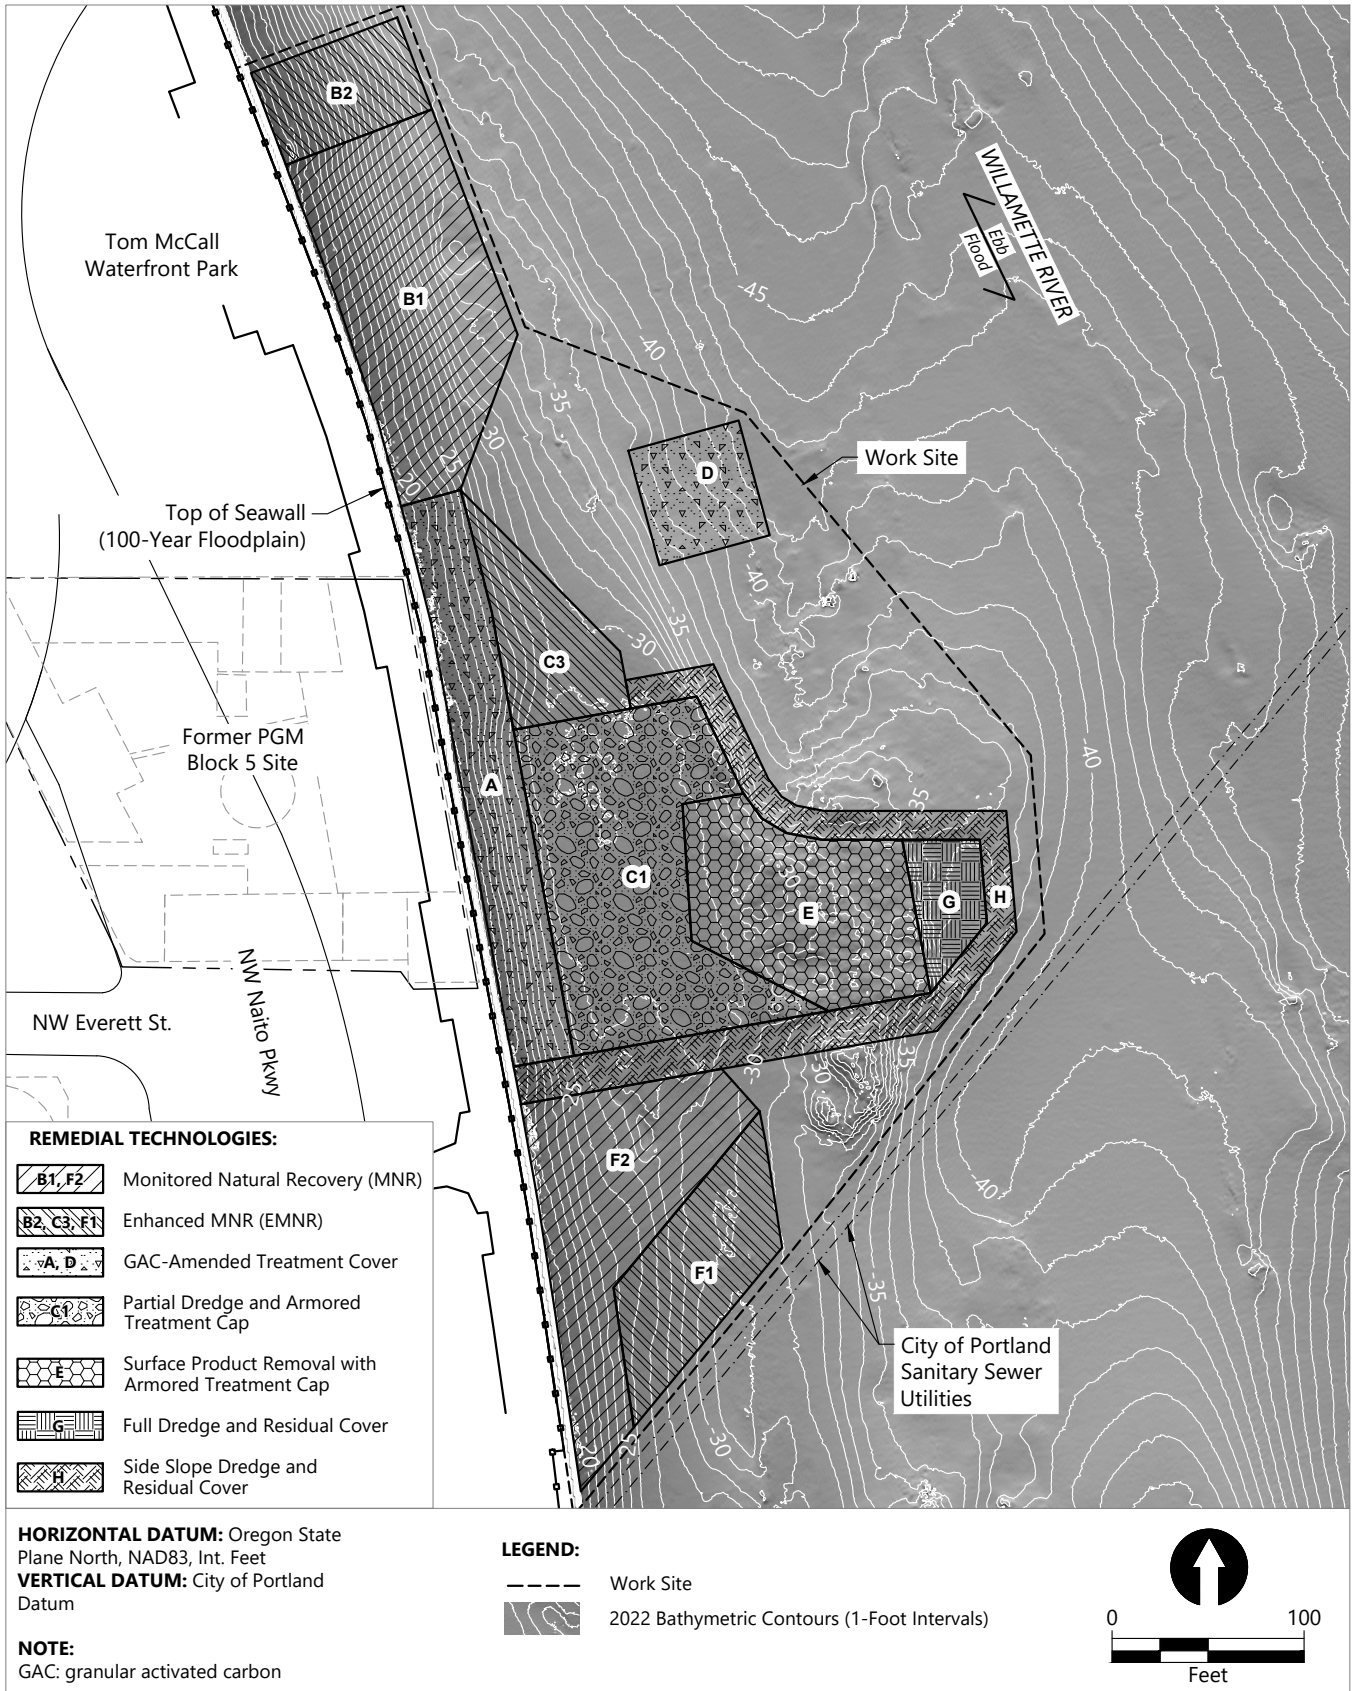 B2
WILLAMETTE RIVER
Ebb
Flood
Tom McCall
Waterfront Park
B1
-45
-40
-35
-30
-25
-20
D
Work Site
Top of Seawall
(100-Year Floodplain)
-40
-35
-30
C3
Former PGM
Block 5 Site
A
-35
-40
C1
-30
E
G
H
NW Naito Pkwy
NW Everett St.
-30
-25
-30
-35
F2
-40
F1
-35
City of Portland
Sanitary Sewer
Utilities
-20
-25
-30
REMEDIAL TECHNOLOGIES:
B1, F2 Monitored Natural Recovery (MNR)
B2, C3, F1 Enhanced MNR (EMNR)
A, D GAC-Amended Treatment Cover
C1 Partial Dredge and Armored
Treatment Cap
E Surface Product Removal with
Armored Treatment Cap
G Full Dredge and Residual Cover
H Side Slope Dredge and
Residual Cover
HORIZONTAL DATUM: Oregon State
Plane North, NAD83, Int. Feet
VERTICAL DATUM: City of Portland
Datum
NOTE:
GAC: granular activated carbon
LEGEND:
Work Site
2022 Bathymetric Contours (1-Foot Intervals)
0 100
Feet